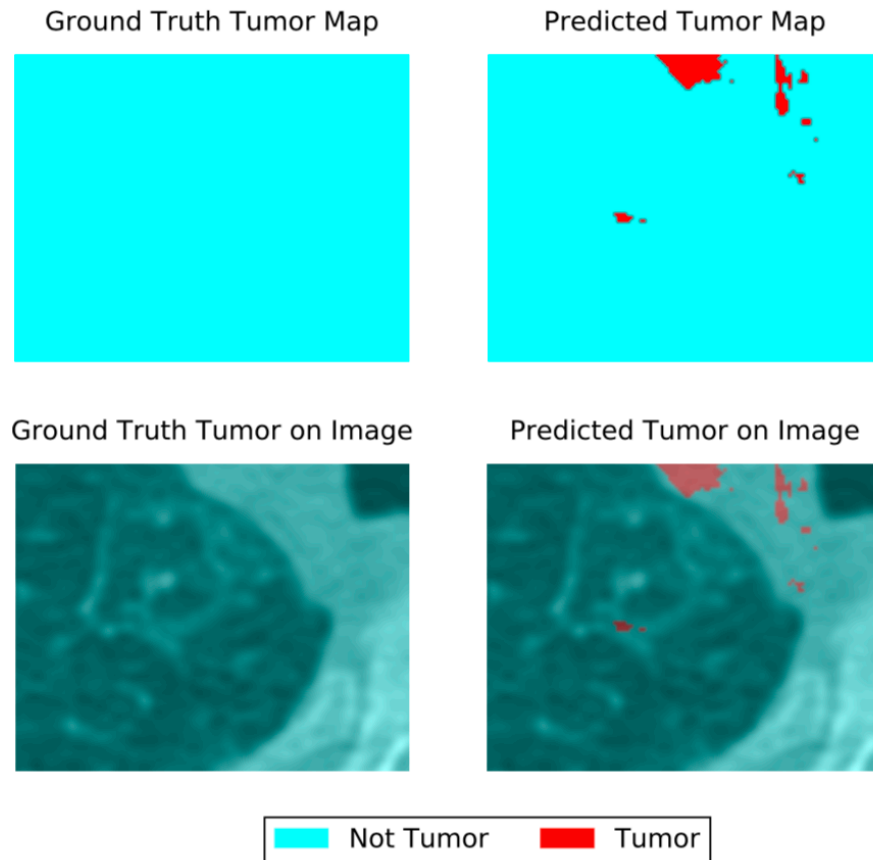 Ground Truth Tumor Map
Predicted Tumor Map
Ground Truth Tumor on Image
Predicted Tumor on Image
Not Tumor
Tumor